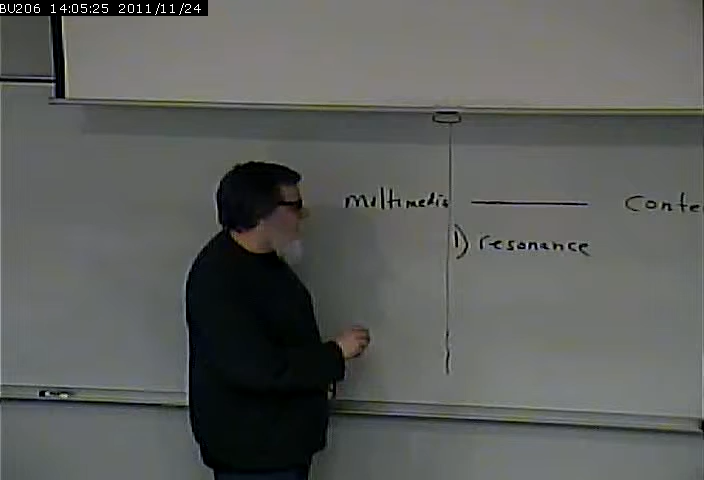 BU206 14:05:25 2011/11/24
multimedia — Conte
1) resonance